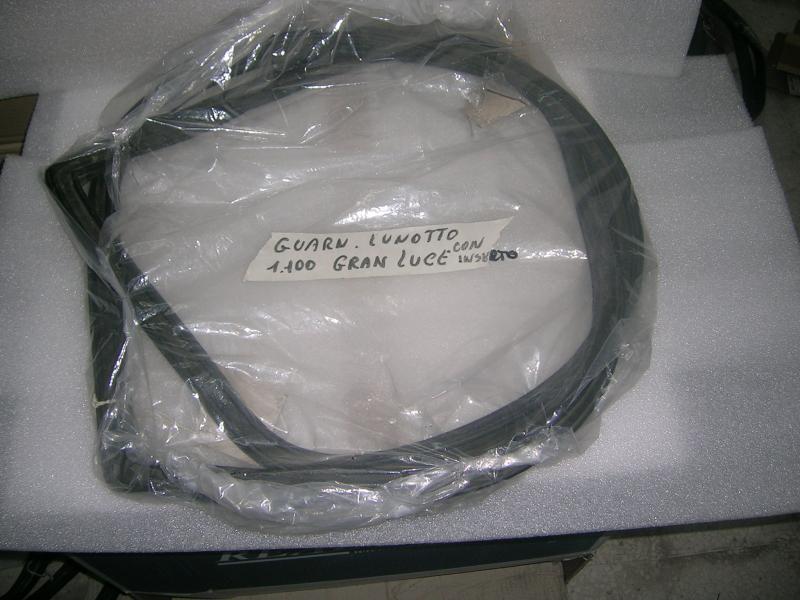 GUARN. LUNOTTO CON
1.100 GRAN LUCE INSERTO